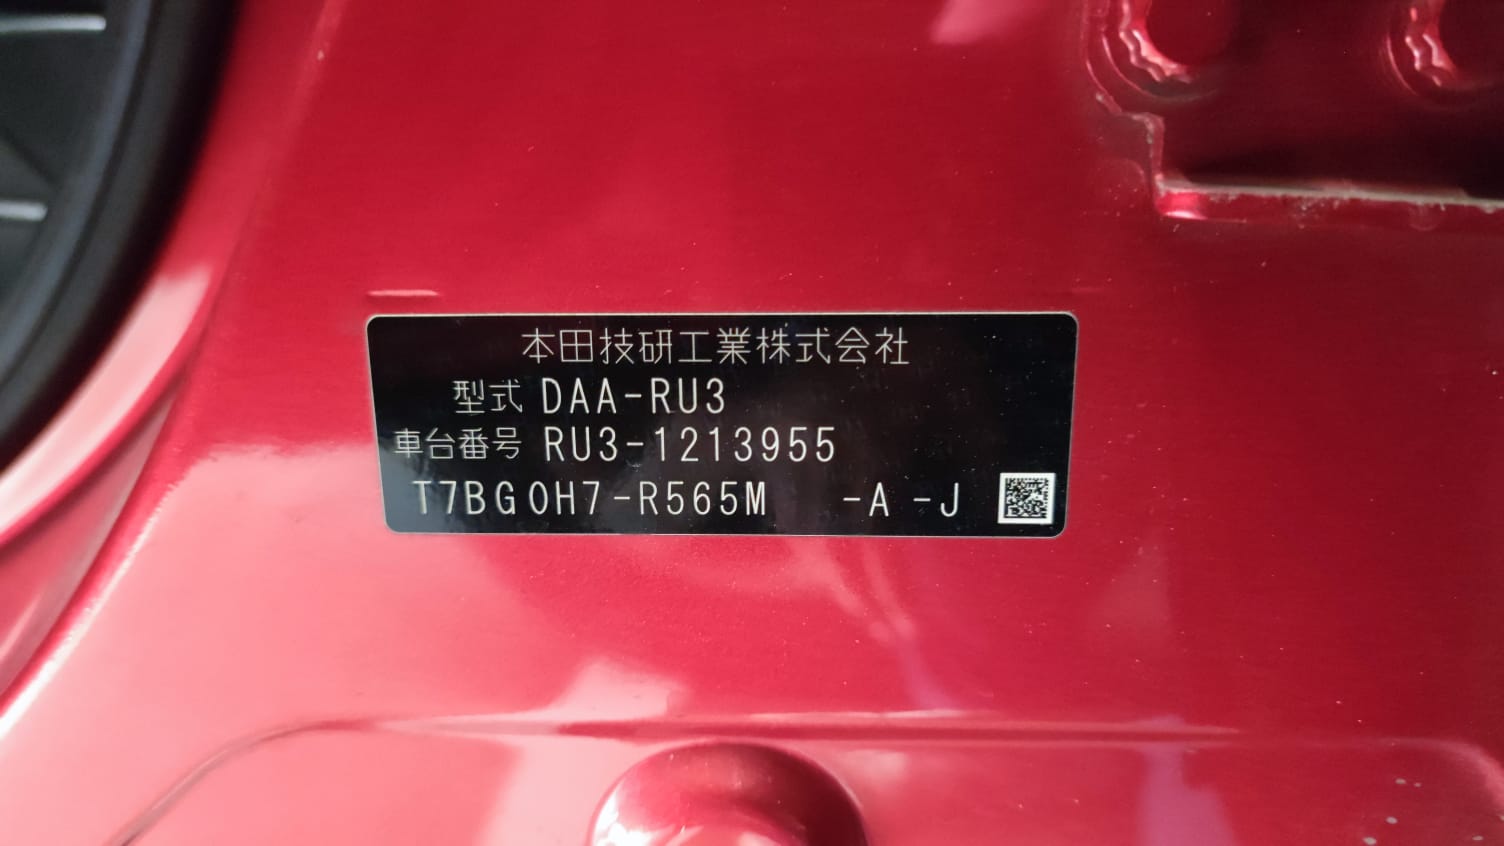 本田技研工業株式会社
型式 DAA-RU3
車台番号 RU3-1213955
T7BG0H7-R565M -A -J